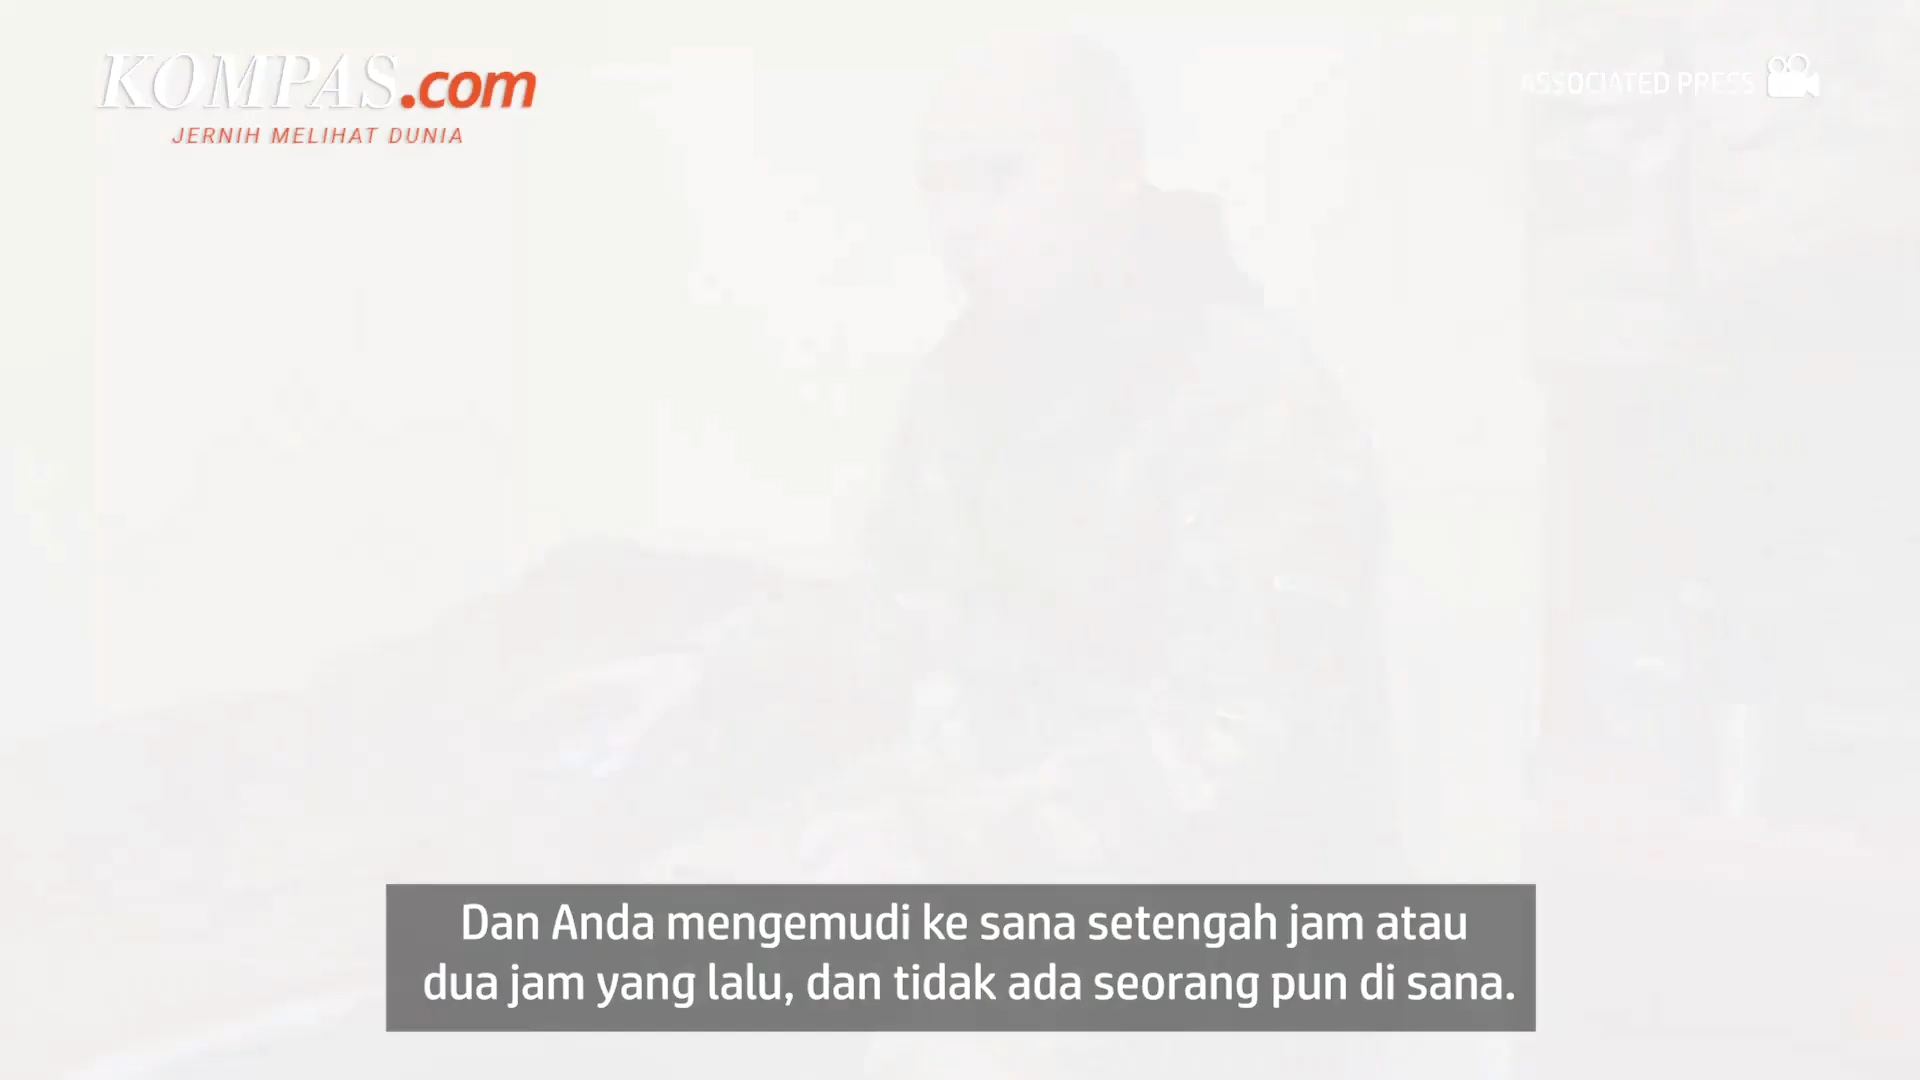 KOMPAS.com
JERNIH MELIHAT DUNIA
ASSOCIATED PRESS
Dan Anda mengemudi ke sana setengah jam atau
dua jam yang lalu, dan tidak ada seorang pun di sana.